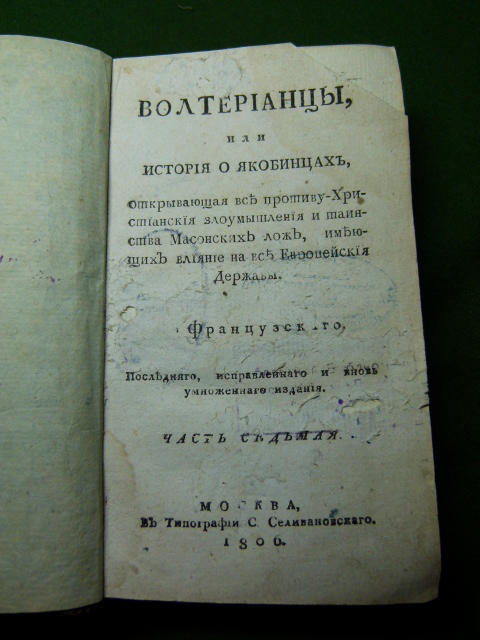 ВОЛТЕРІАНЦЫ,
или
ИСТОРІЯ О ЯКОБИНЦАХЪ,
открывающая всѣ противу-Хри-
стіанскія злоумышленія и таин-
ства Масонскихъ ложъ, имѣю-
щихъ вліяніе на всѣ Европейскія
Державы.
Французскаго,
Послѣдняго, исправленнаго и вновь
умноженнаго изданія.
ЧАСТЬ СЕДЬМАЯ.
МОСКВА,
Въ Типографіи С. Селивановскаго.
1806.